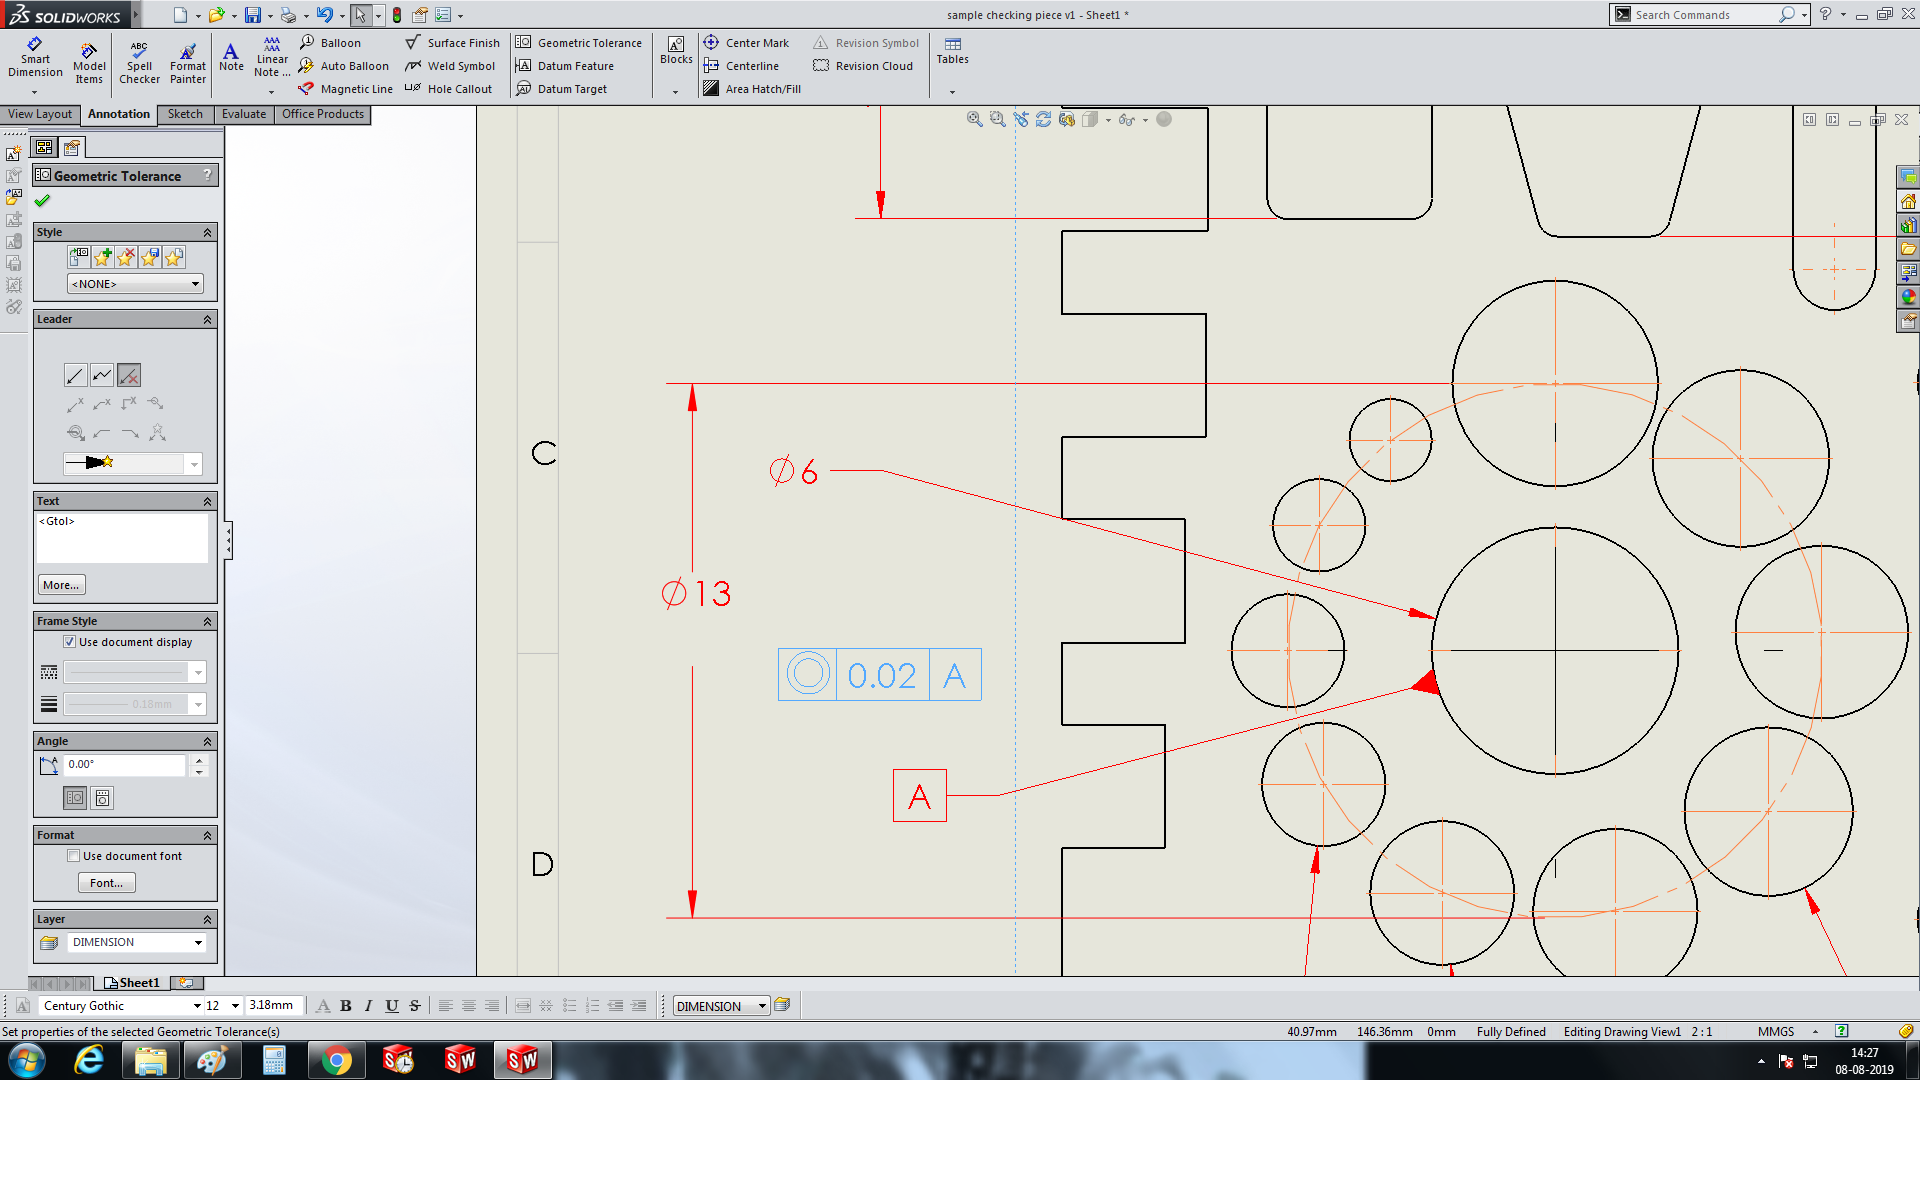 SOLIDWORKS
sample checking piece v1 - Sheet1 *
Search Commands
Smart Dimension
Model Items
ABC
Spell Checker
Format Painter
Note
Linear Note ...
Balloon
Auto Balloon
Magnetic Line
Surface Finish
Weld Symbol
Hole Callout
Geometric Tolerance
Datum Feature
Datum Target
Blocks
Center Mark
Centerline
Area Hatch/Fill
Revision Symbol
Revision Cloud
Tables
View Layout
Annotation
Sketch
Evaluate
Office Products
Geometric Tolerance
?
Style
<NONE>
Leader
Text
<Gtol>
More...
Frame Style
Use document display
0.18mm
Angle
0.00°
Format
Use document font
Font...
Layer
DIMENSION
C
D
∅6
∅13
◎ 0.02 A
A
Sheet1
Century Gothic
12
3.18mm
A B I U S
DIMENSION
Set properties of the selected Geometric Tolerance(s)
40.97mm
146.36mm
0mm
Fully Defined
Editing Drawing View1
2 : 1
MMGS
14:27
08-08-2019